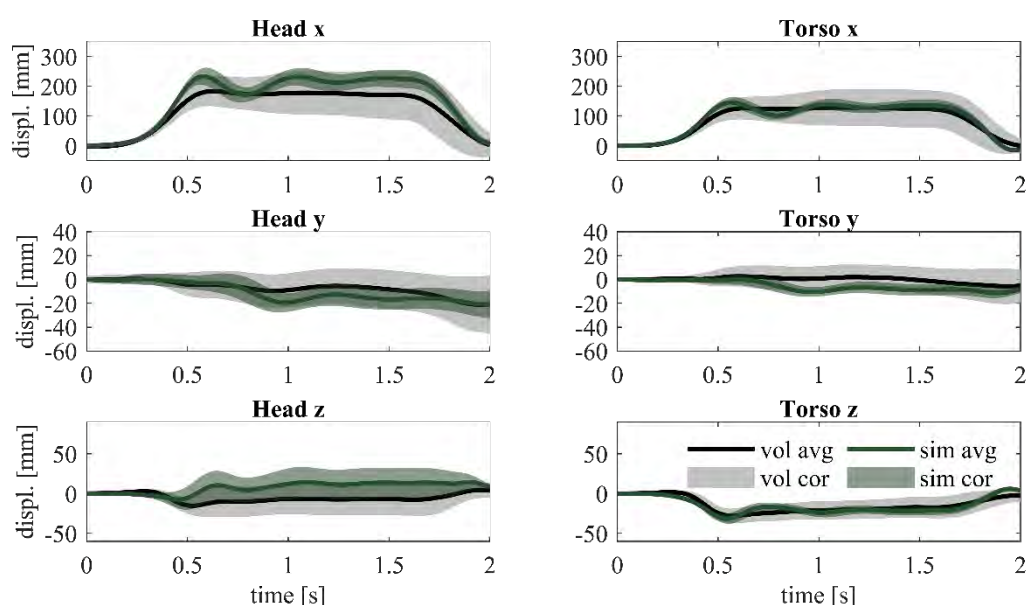 Head x
displ. [mm]
300
200
100
0
0 0.5 1 1.5 2
Torso x
300
200
100
0
0 0.5 1 1.5 2
Head y
displ. [mm]
40
20
0
-20
-40
-60
0 0.5 1 1.5 2
Torso y
40
20
0
-20
-40
-60
0 0.5 1 1.5 2
Head z
displ. [mm]
50
0
-50
0 0.5 1 1.5 2
time [s]
Torso z
50
0
-50
vol avg sim avg
vol cor sim cor
0 0.5 1 1.5 2
time [s]